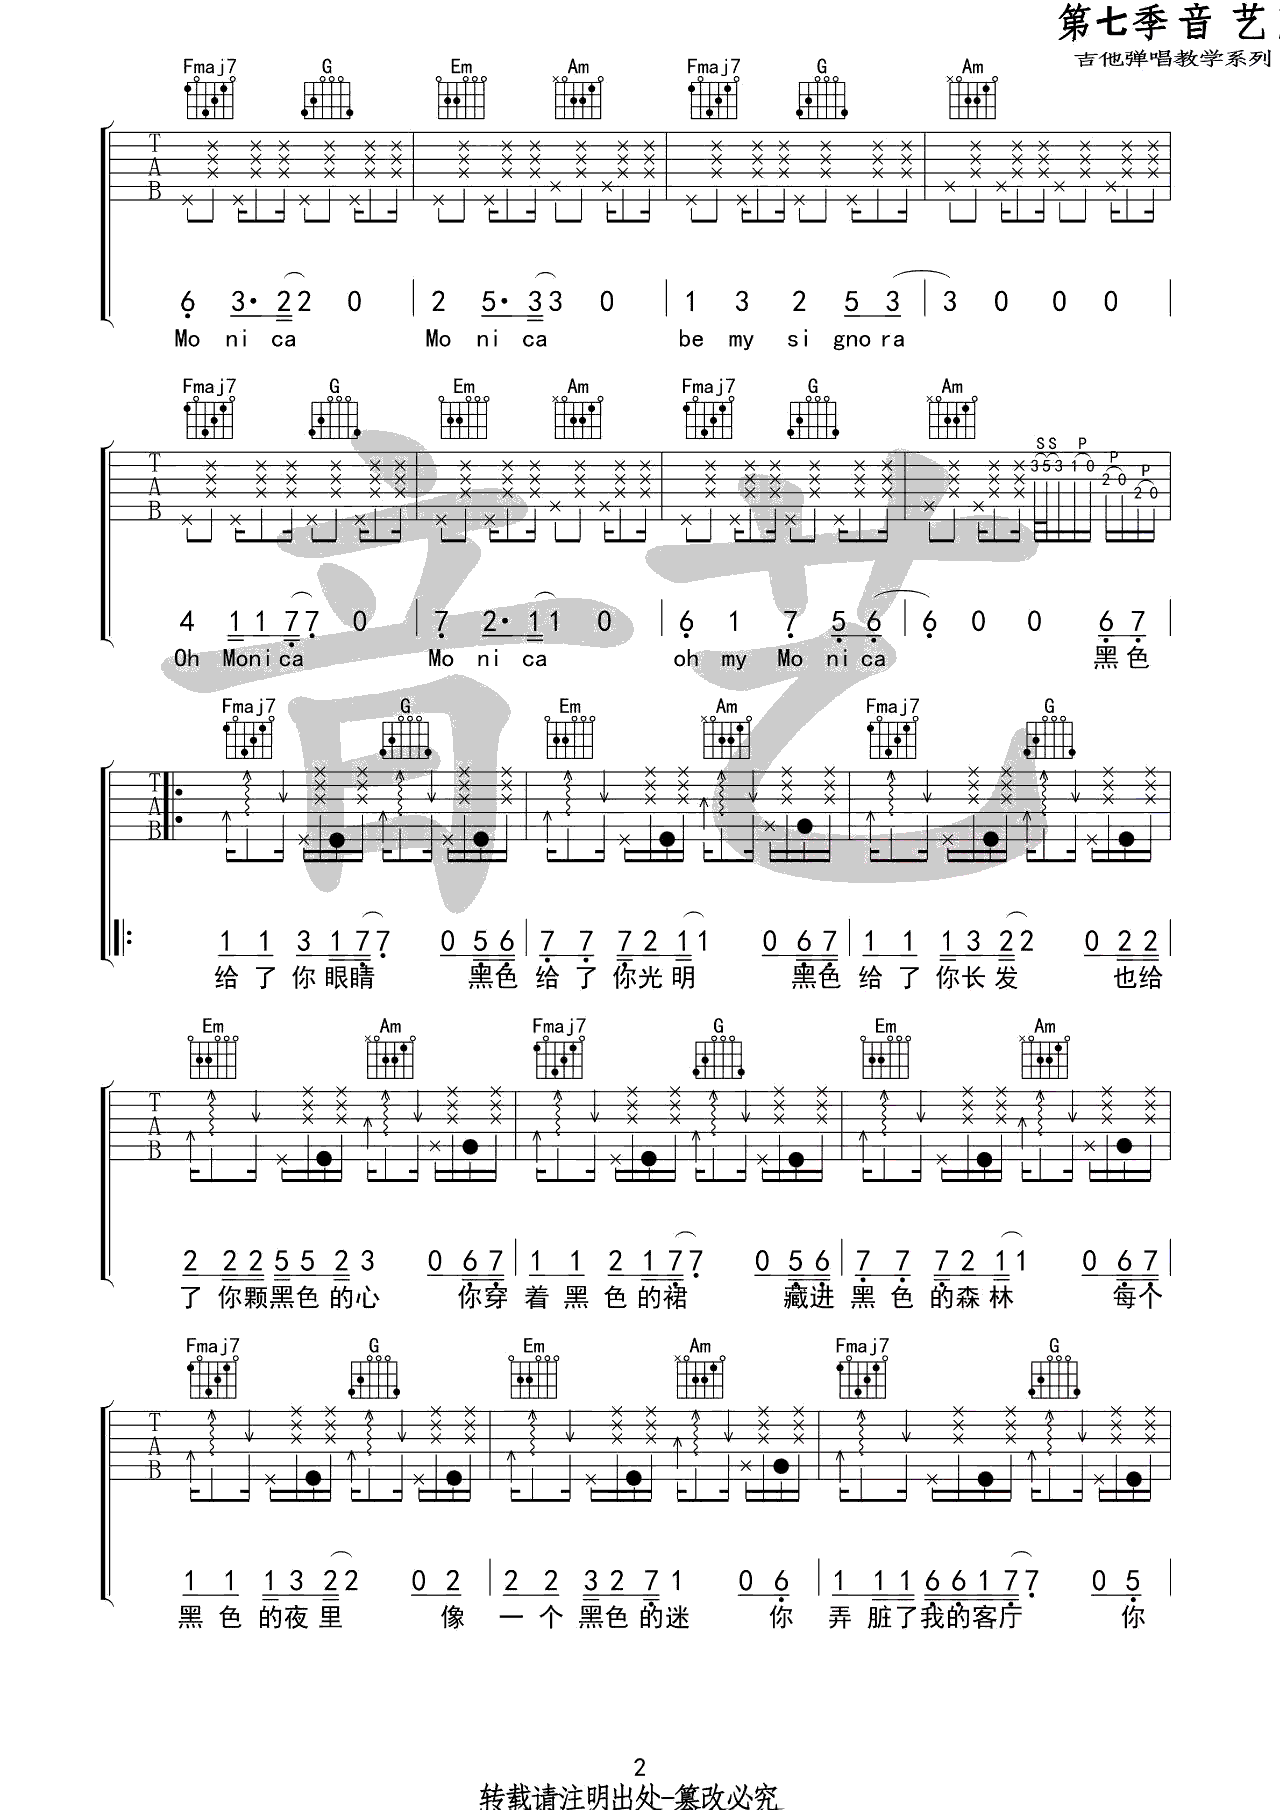 第七季音艺
吉他弹唱教学系列
Fmaj7 G Em Am Fmaj7 G Am
T A B
6 3· 2 2 0 2 5· 3 3 0 1 3 2 5 3 3 0 0 0
Mo ni ca Mo ni ca be my si gno ra
Fmaj7 G Em Am Fmaj7 G Am
S S P P P
T A B 3 5 3 1 0 2 0 2 0
4 1 1 7 7 0 7 2· 1 1 0 6 1 7 5 6 6 0 0 6 7
Oh Moni ca Mo ni ca oh my Mo ni ca 黑色
音艺
Fmaj7 G Em Am Fmaj7 G
T A B
1 1 3 1 7 7 0 5 6 7 7 7 2 1 1 0 6 7 1 1 1 3 2 2 0 2 2
给了你眼睛 黑色给了你光明 黑色给了你长发 也给
Em Am Fmaj7 G Em Am
T A B
2 2 2 5 5 2 3 0 6 7 1 1 2 1 7 7 0 5 6 7 7 7 2 1 1 0 6 7
了你颗黑色的心 你穿着黑色的裙 藏进黑色的森林 每个
Fmaj7 G Em Am Fmaj7 G
T A B
1 1 1 3 2 2 0 2 2 2 3 2 7 1 0 6 1 1 1 6 6 1 7 7 0 5
黑色的夜里 像一个黑色的迷 你弄脏了我的客厅 你
2
转载请注明出处-篡改必究